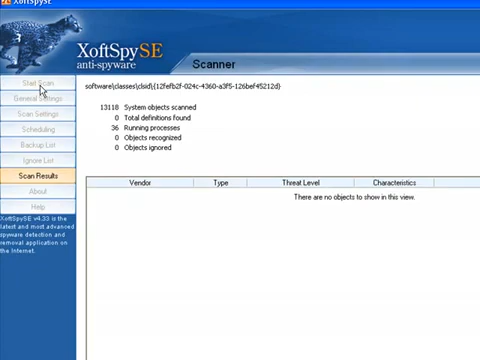 XoftSpySE
XoftSpySE
anti-spyware
Scanner
Start Scan
General Settings
Scan Settings
Scheduling
Backup List
Ignore List
Scan Results
About
Help
XoftSpySE v4.33 is the
latest and most advanced
spyware detection and
removal application on
the Internet.
software\classes\clsid\{12fefb2f-024c-4360-a3f5-126bef45212d}
13118 System objects scanned
0 Total definitions found
36 Running processes
0 Objects recognized
0 Objects ignored
Vendor Type Threat Level Characteristics
There are no objects to show in this view.